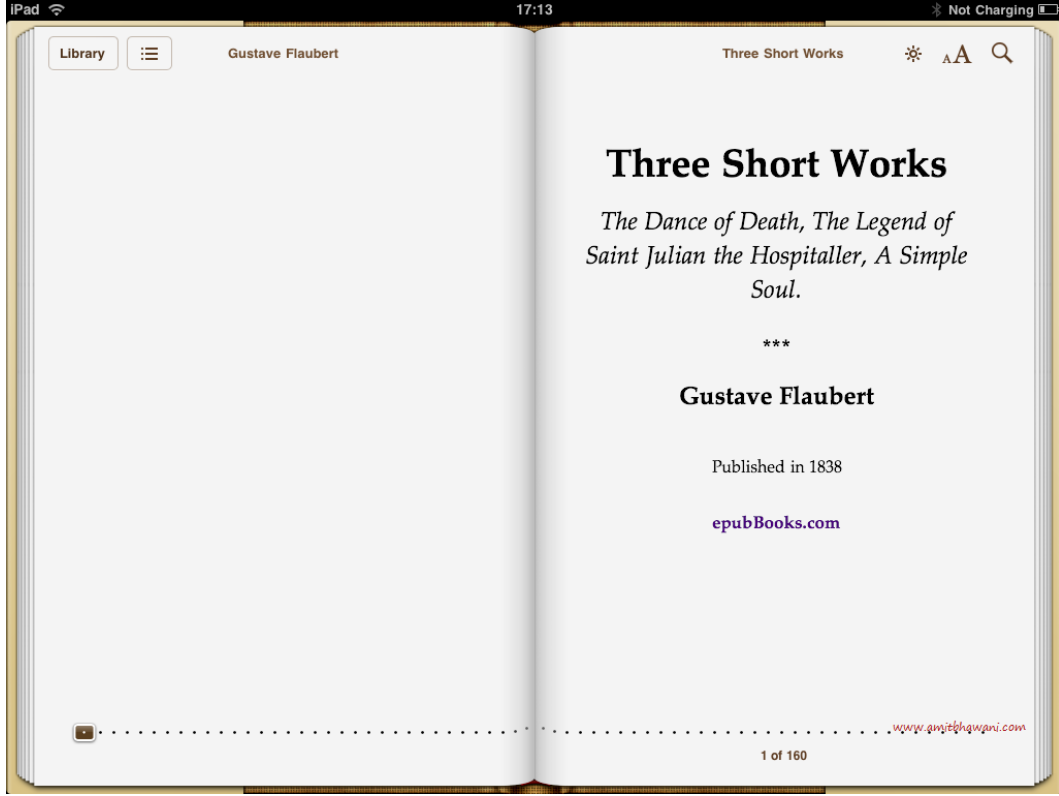 iPad 17:13 Not Charging
Library Gustave Flaubert Three Short Works AA
Three Short Works
The Dance of Death, The Legend of
Saint Julian the Hospitaller, A Simple
Soul.
***
Gustave Flaubert
Published in 1838
epubBooks.com
www.amitbhawani.com
1 of 160